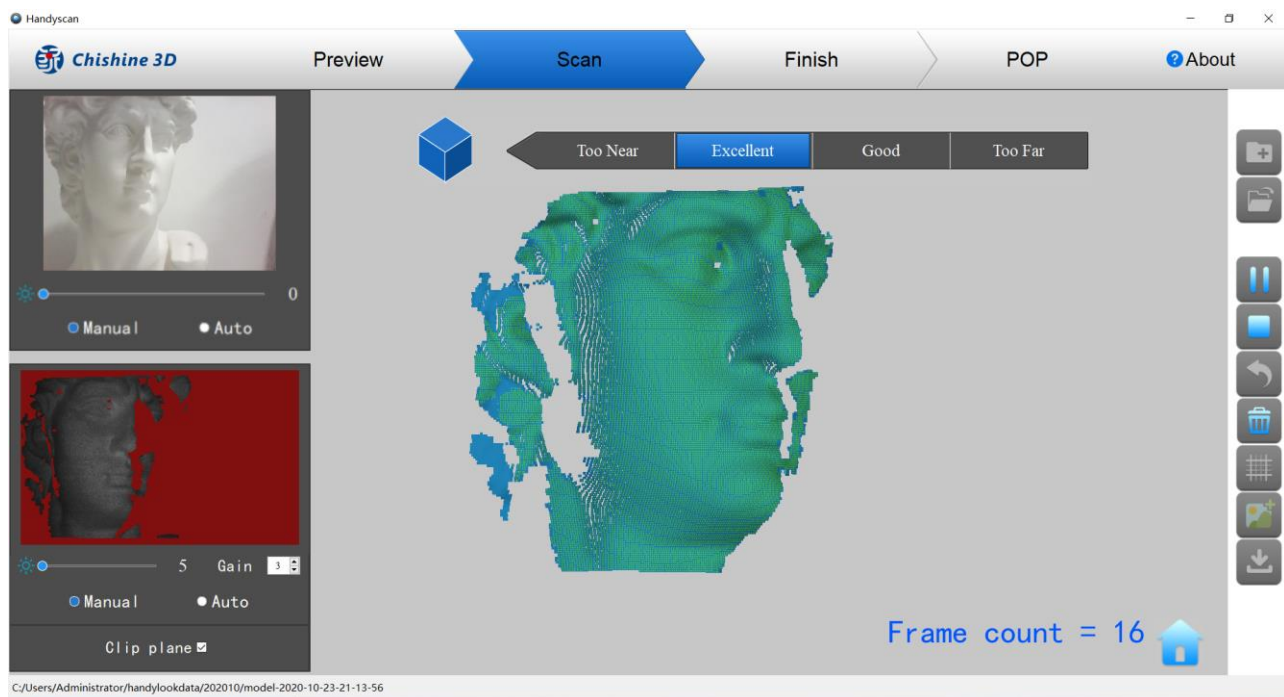 Handyscan
Chishine 3D
Preview
Scan
Finish
POP
? About
Too Near
Excellent
Good
Too Far
0
Manual
Auto
5 Gain 3
Manual
Auto
Clip plane
Frame count = 16
C:/Users/Administrator/handylookdata/202010/model-2020-10-23-21-13-56